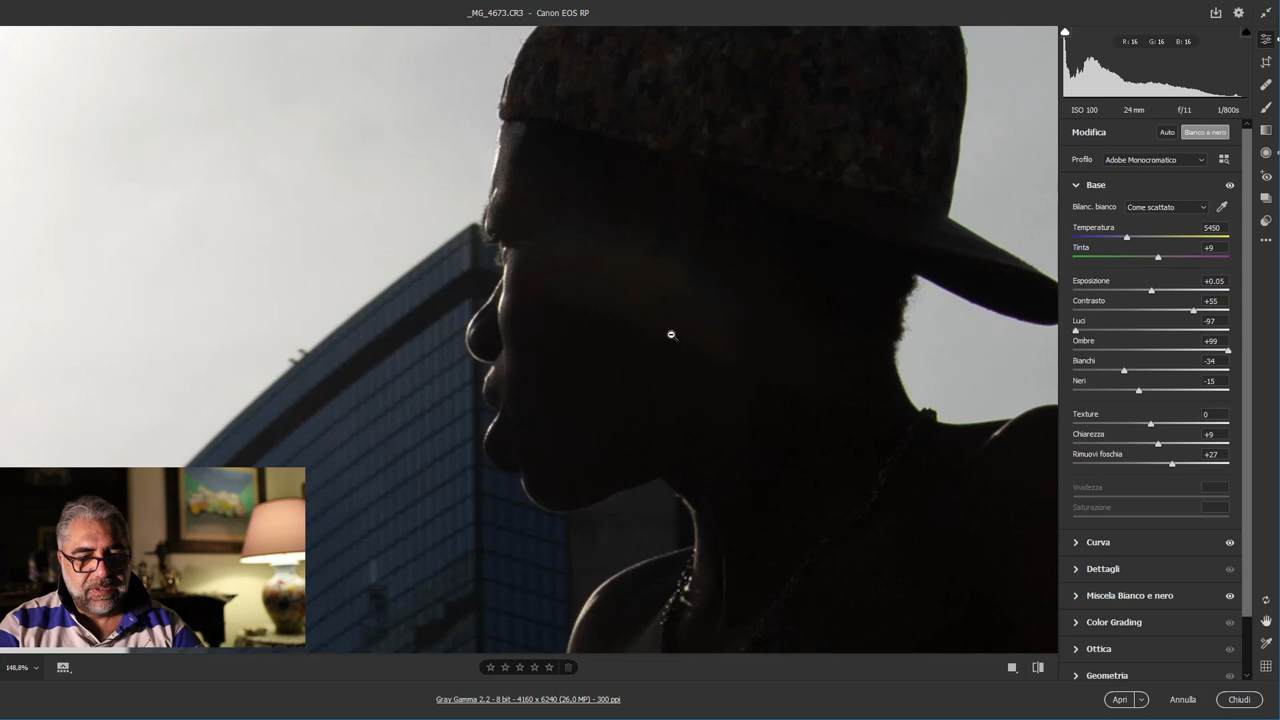 _MG_4673.CR3 - Canon EOS RP
R: 16 G: 16 B: 16
ISO 100 24 mm f/11 1/800s
Modifica Auto Bianco e nero
Profilo Adobe Monocromatico
Base
Bilanc. bianco Come scattato
Temperatura 5450
Tinta +9
Esposizione +0.05
Contrasto +55
Luci -97
Ombre +99
Bianchi -34
Neri -15
Texture 0
Chiarezza +9
Rimuovi foschia +27
Vividezza
Saturazione
Curva
Dettagli
Miscela Bianco e nero
Color Grading
Ottica
Geometria
148,8%
Gray Gamma 2,2 - 8 bit - 4160 x 6240 (26,0 MP) - 300 ppi
Apri Annulla Chiudi